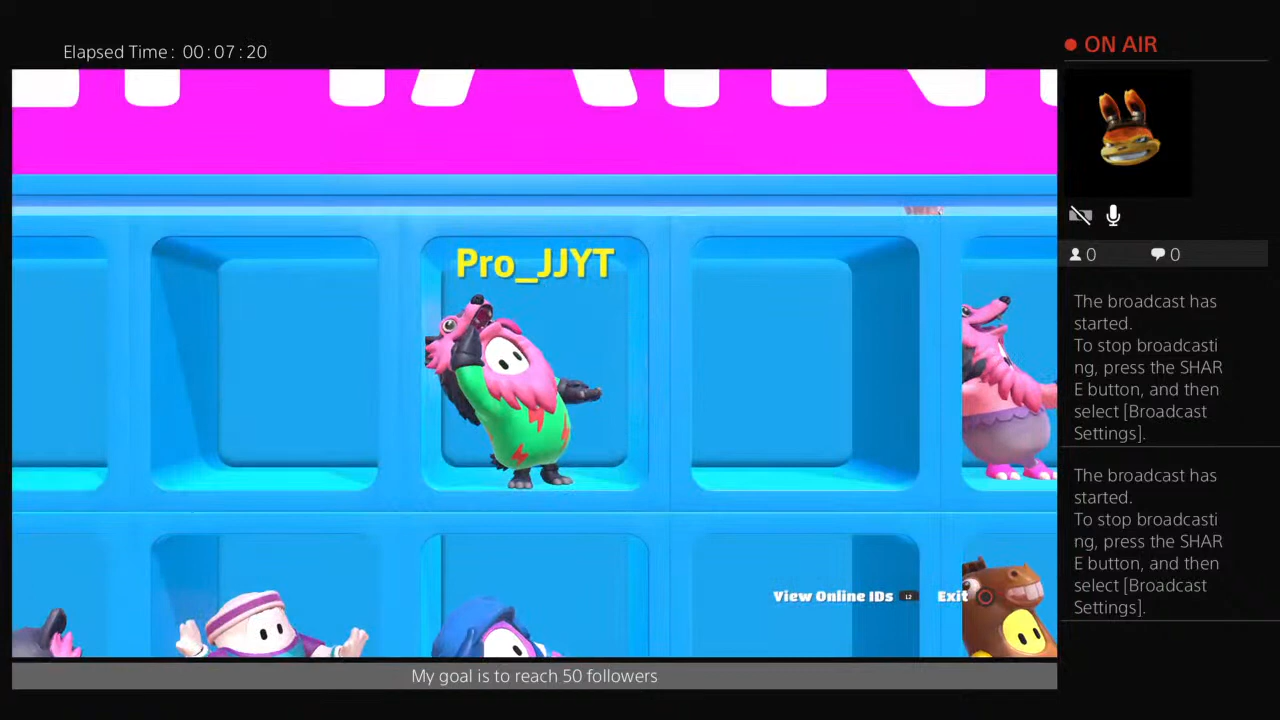 Elapsed Time: 00:07:20
ON AIR
Pro_JJYT
0
0
The broadcast has
started.
To stop broadcasti
ng, press the SHAR
E button, and then
select [Broadcast
Settings].
The broadcast has
started.
To stop broadcasti
ng, press the SHAR
E button, and then
select [Broadcast
Settings].
View Online IDs L2 Exit
My goal is to reach 50 followers